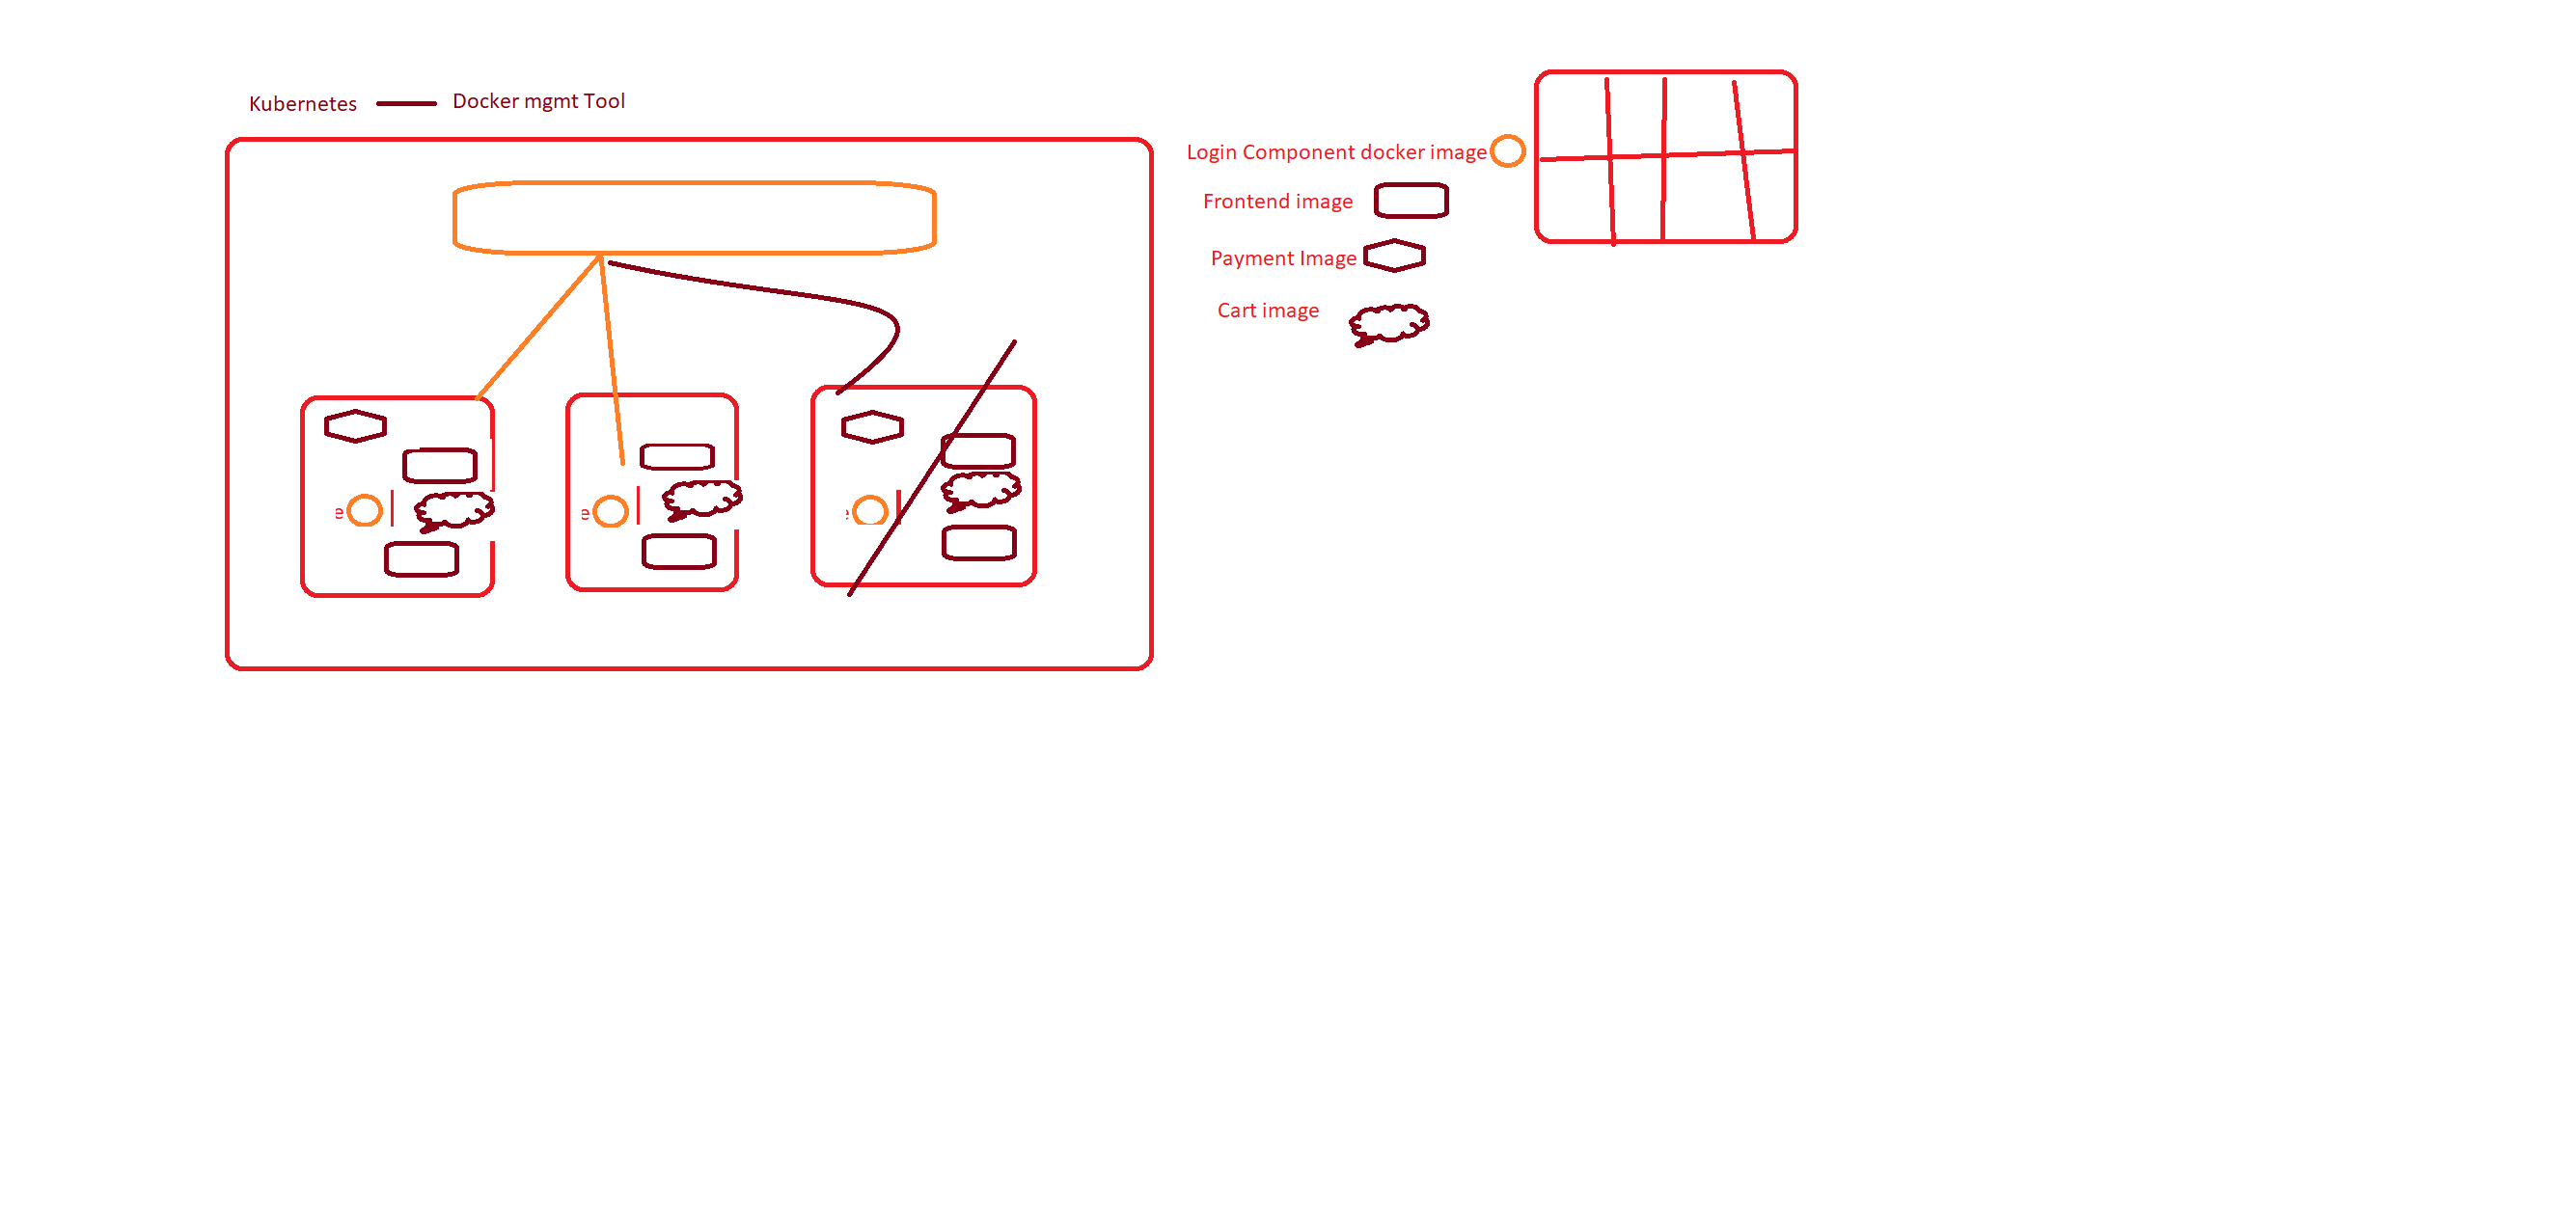 Kubernetes
Docker mgmt Tool
Login Component docker image
Frontend image
Payment Image
Cart image
e
e
e